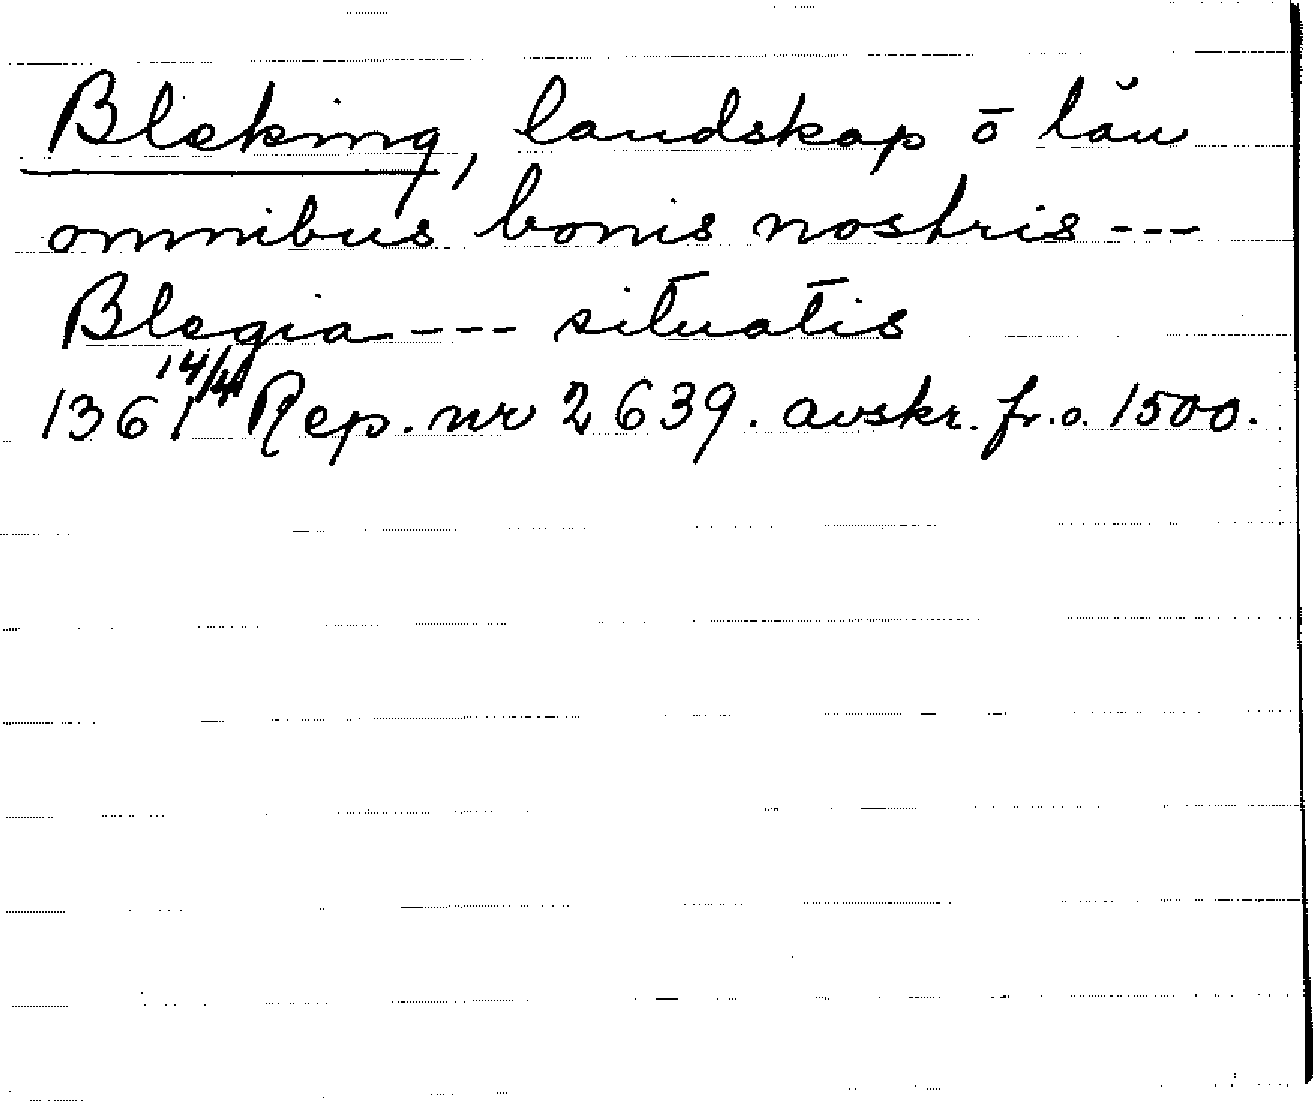 Bleking, landskap ō län
omnibus bonis nostris ---
Blegia --- situatis
1361 14/4 Rep. nr 2639. avskr. fr. o. 1500.